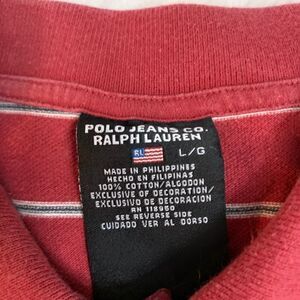 POLO JEANS CO.
RALPH LAUREN
RL L/G
MADE IN PHILIPPINES
HECHO EN FILIPINAS
100% COTTON/ALGODON
EXCLUSIVE OF DECORATION/
EXCLUSIVO DE DECORACION
RN 118960
SEE REVERSE SIDE
CUIDADO VER AL DORSO